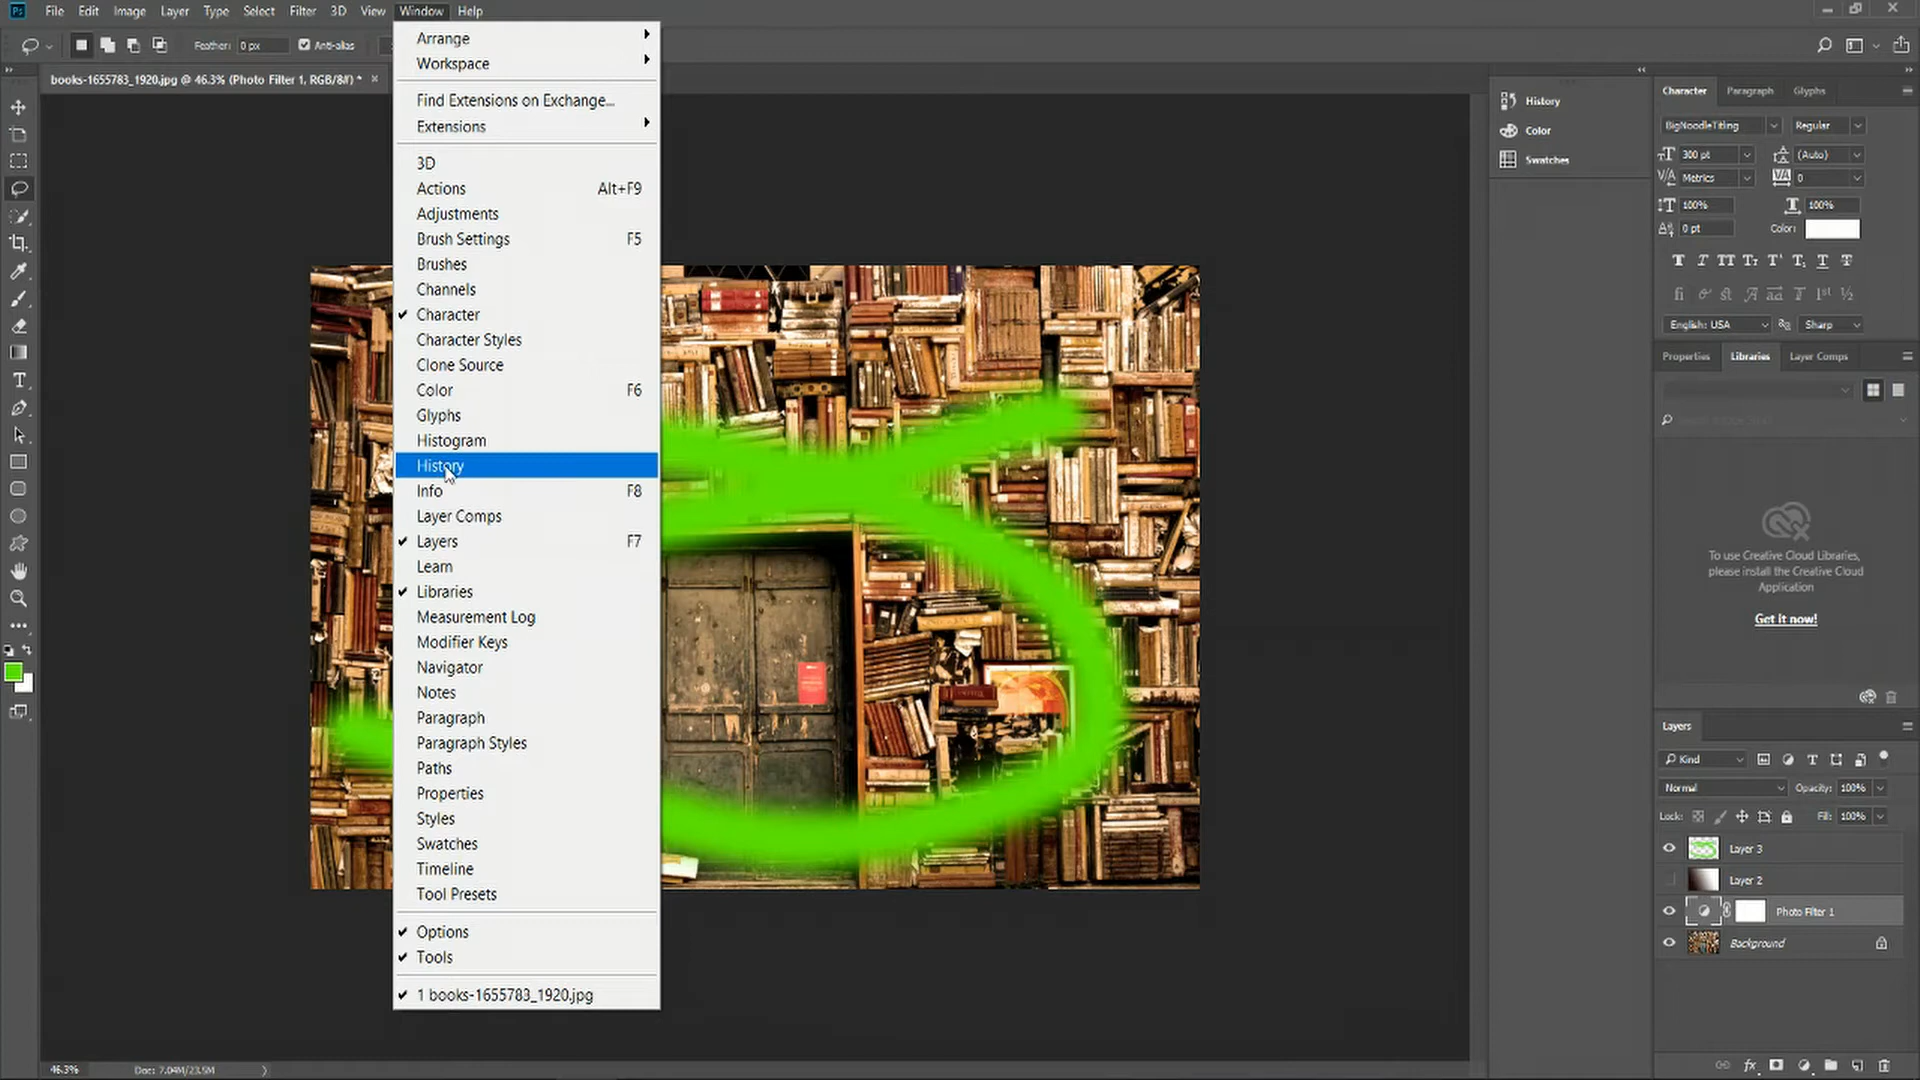 Ps File Edit Image Layer Type Select Filter 3D View Window Help
Feather: 0 px Anti-alias
books-1655783_1920.jpg @ 46.3% (Photo Filter 1, RGB/8#) *
Arrange
Workspace
Find Extensions on Exchange...
Extensions
3D
Actions Alt+F9
Adjustments
Brush Settings F5
Brushes
Channels
Character
Character Styles
Clone Source
Color F6
Glyphs
Histogram
History
Info F8
Layer Comps
Layers F7
Learn
Libraries
Measurement Log
Modifier Keys
Navigator
Notes
Paragraph
Paragraph Styles
Paths
Properties
Styles
Swatches
Timeline
Tool Presets
Options
Tools
1 books-1655783_1920.jpg
History
Color
Swatches
Character Paragraph Glyphs
BigNoodleTitling Regular
300 pt (Auto)
Metrics 0
100% 100%
0 pt Color:
English: USA Sharp
Properties Libraries Layer Comps
To use Creative Cloud Libraries,
please install the Creative Cloud
Application
Get it now!
Layers
Kind
Normal Opacity: 100%
Lock: Fill: 100%
Layer 3
Layer 2
Photo Filter 1
Background
46.3% Doc: 7.04M/23.5M